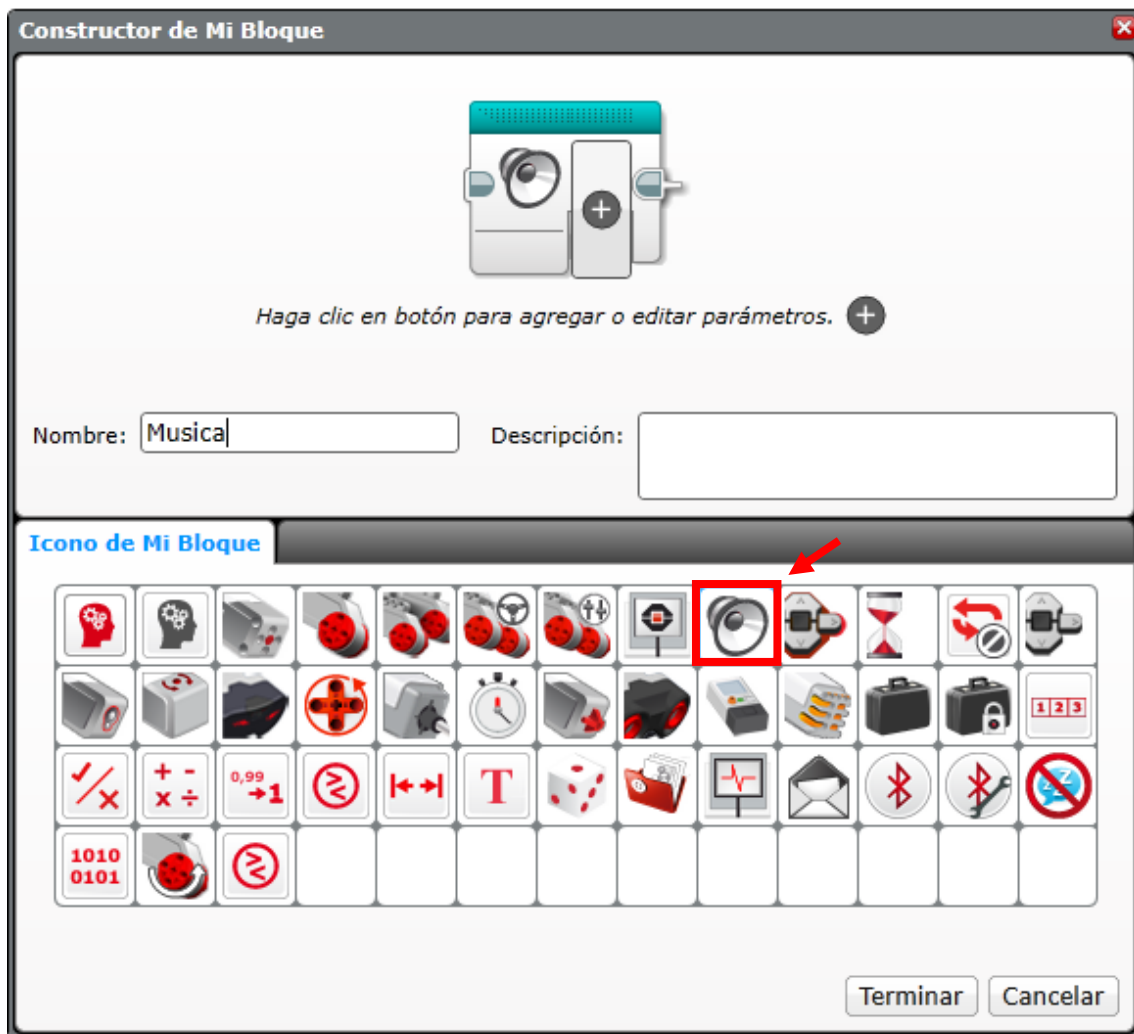 Constructor de Mi Bloque
Haga clic en botón para agregar o editar parámetros.
Nombre: Musica Descripción:
Icono de Mi Bloque
1 2 3
+ -
x ÷
0,99
→1
T
z Z z
1010
0101
Terminar Cancelar